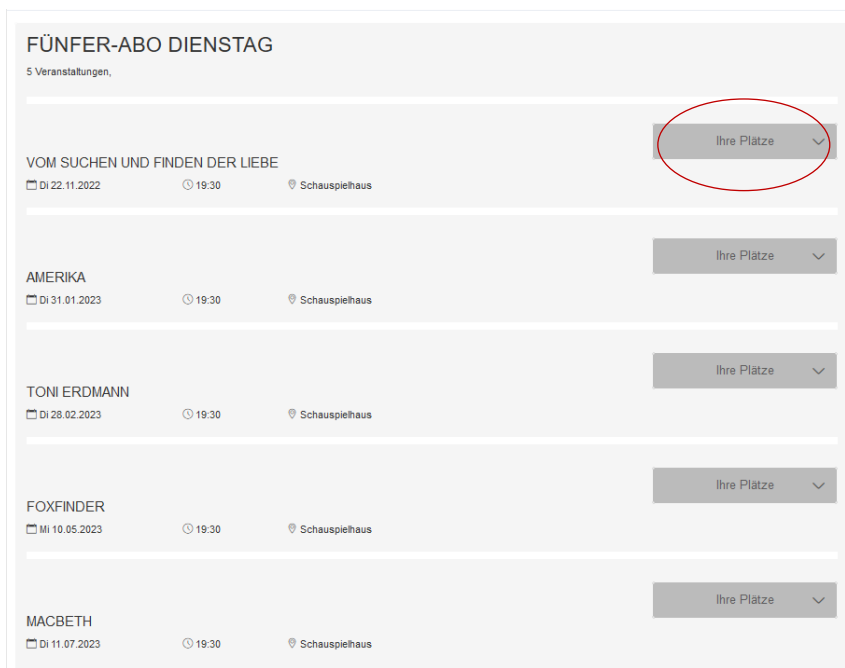 FÜNFER-ABO DIENSTAG
5 Veranstaltungen,
Ihre Plätze
VOM SUCHEN UND FINDEN DER LIEBE
Di 22.11.2022 19:30 Schauspielhaus
Ihre Plätze
AMERIKA
Di 31.01.2023 19:30 Schauspielhaus
Ihre Plätze
TONI ERDMANN
Di 28.02.2023 19:30 Schauspielhaus
Ihre Plätze
FOXFINDER
Mi 10.05.2023 19:30 Schauspielhaus
Ihre Plätze
MACBETH
Di 11.07.2023 19:30 Schauspielhaus